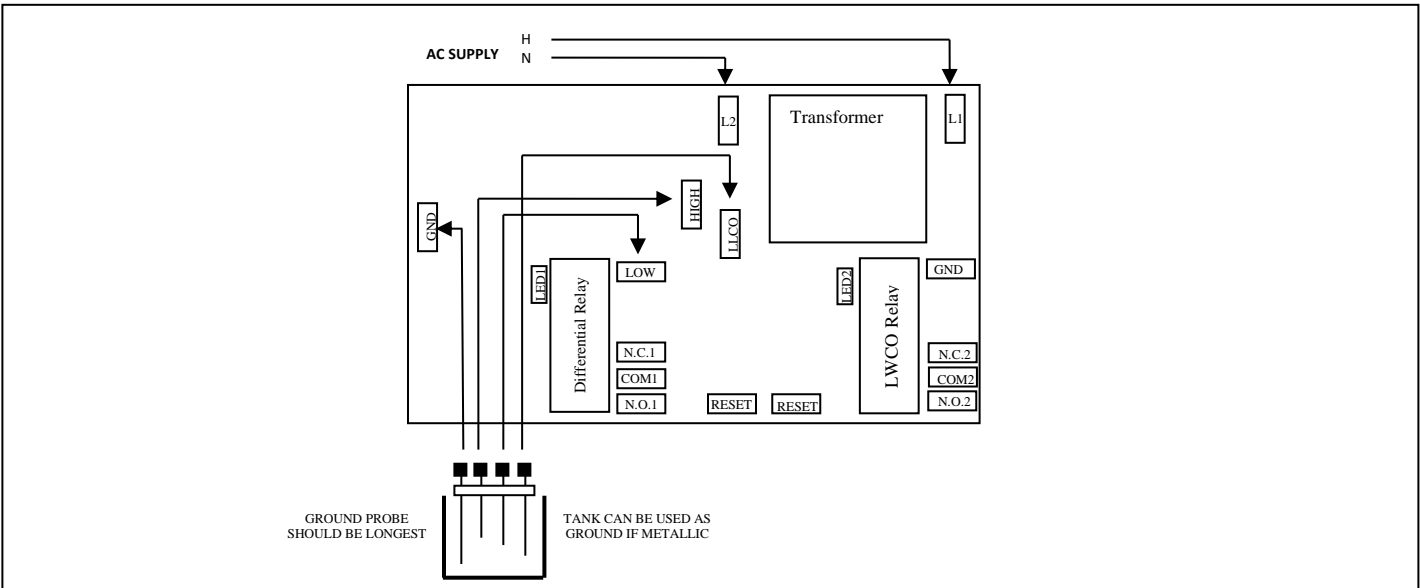 H
AC SUPPLY N
L2
Transformer
L1
HIGH
GND
LLCO
LED1
Differential Relay
LOW
LED2
LWCO Relay
GND
N.C.1
COM1
N.O.1
N.C.2
COM2
N.O.2
RESET
RESET
GROUND PROBE
SHOULD BE LONGEST
TANK CAN BE USED AS
GROUND IF METALLIC